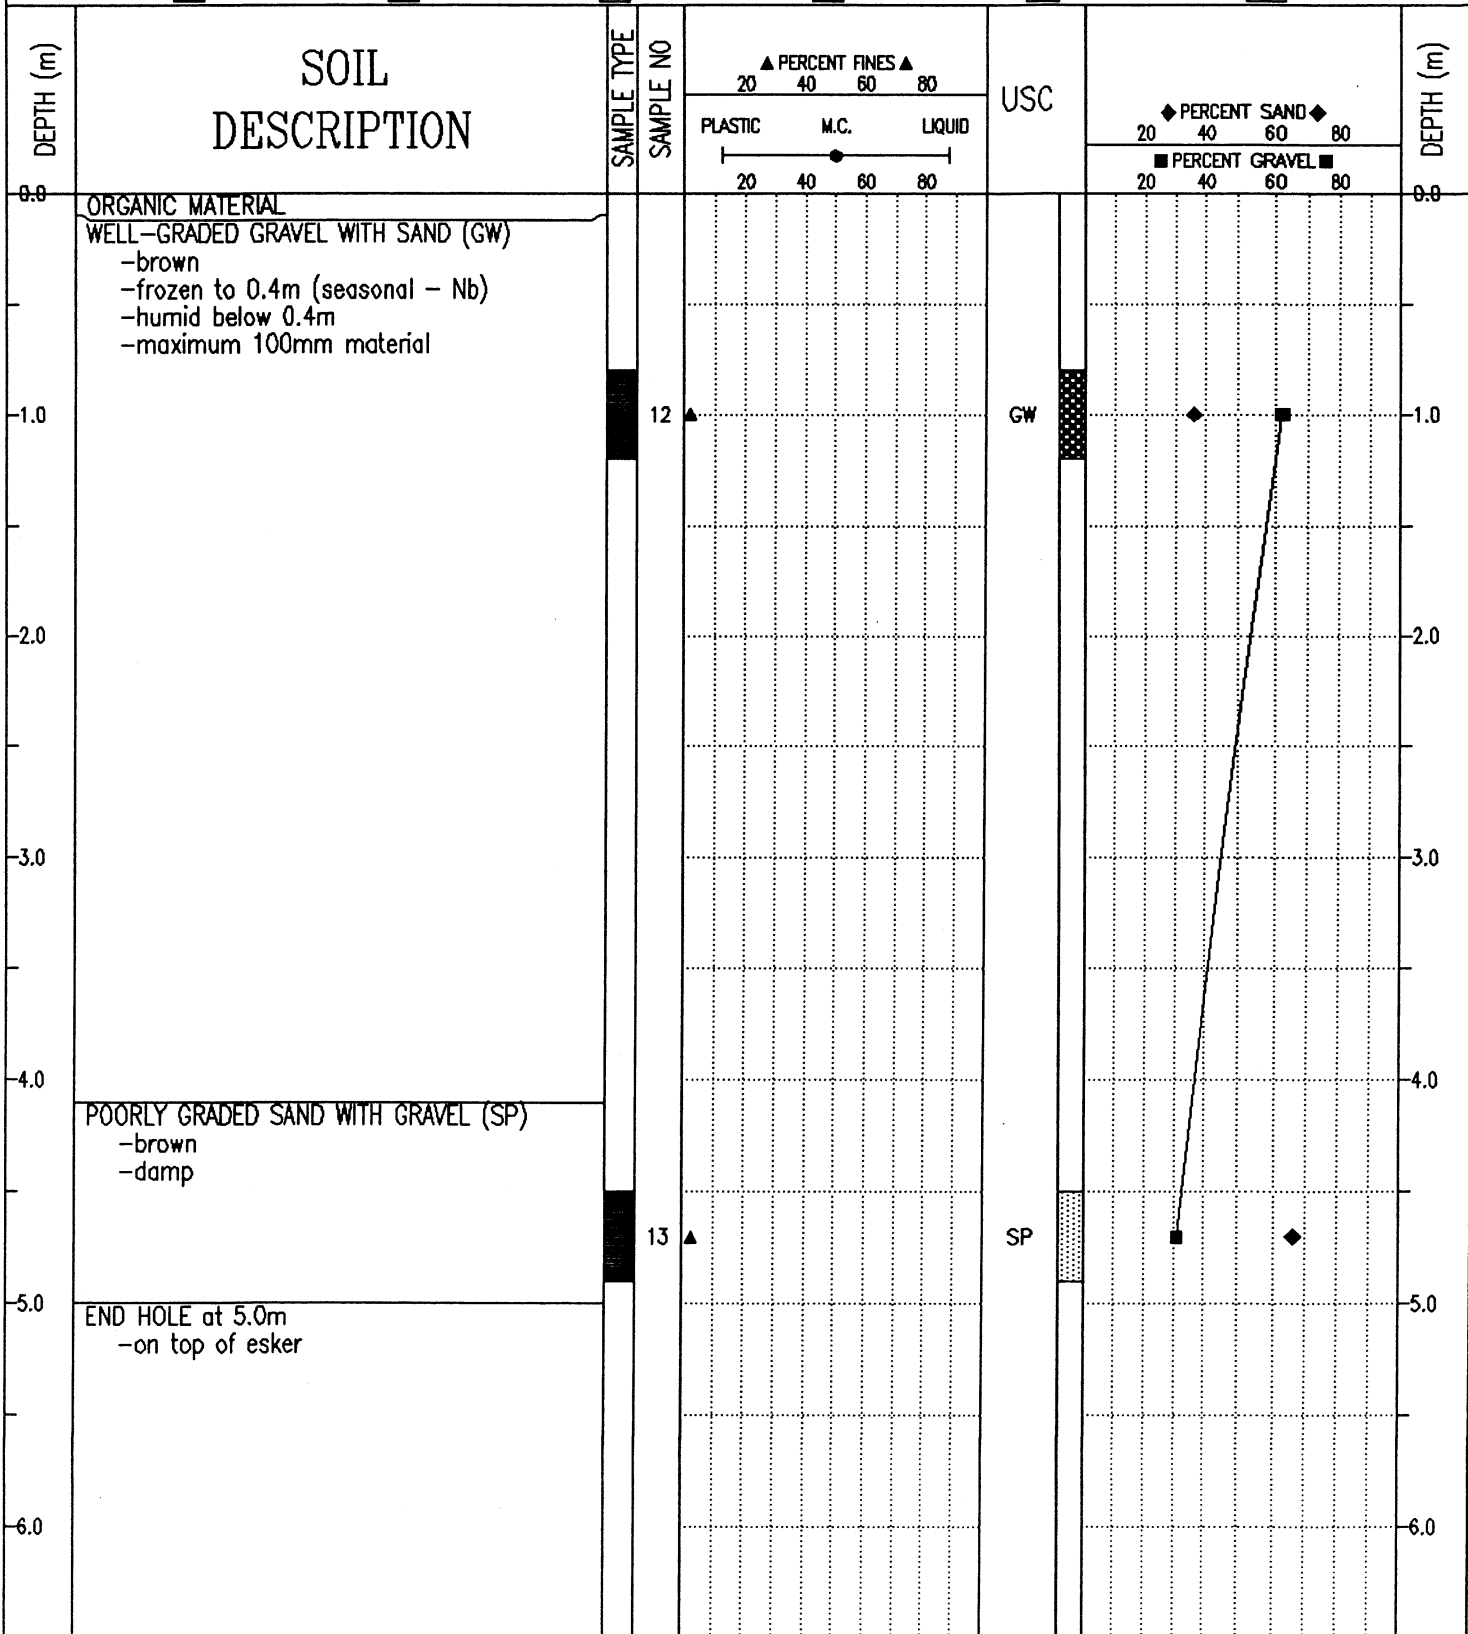 DEPTH (m)
SOIL
DESCRIPTION
SAMPLE TYPE
SAMPLE NO
▲ PERCENT FINES ▲
20 40 60 80
PLASTIC M.C. LIQUID
20 40 60 80
USC
◆ PERCENT SAND ◆
20 40 60 80
■ PERCENT GRAVEL ■
20 40 60 80
DEPTH (m)
0.0 0.0
ORGANIC MATERIAL
WELL-GRADED GRAVEL WITH SAND (GW)
-brown
-frozen to 0.4m (seasonal - Nb)
-humid below 0.4m
-maximum 100mm material
1.0 12 GW 1.0
2.0 2.0
3.0 3.0
4.0 4.0
POORLY GRADED SAND WITH GRAVEL (SP)
-brown
-damp
13 SP
5.0 5.0
END HOLE at 5.0m
-on top of esker
6.0 6.0